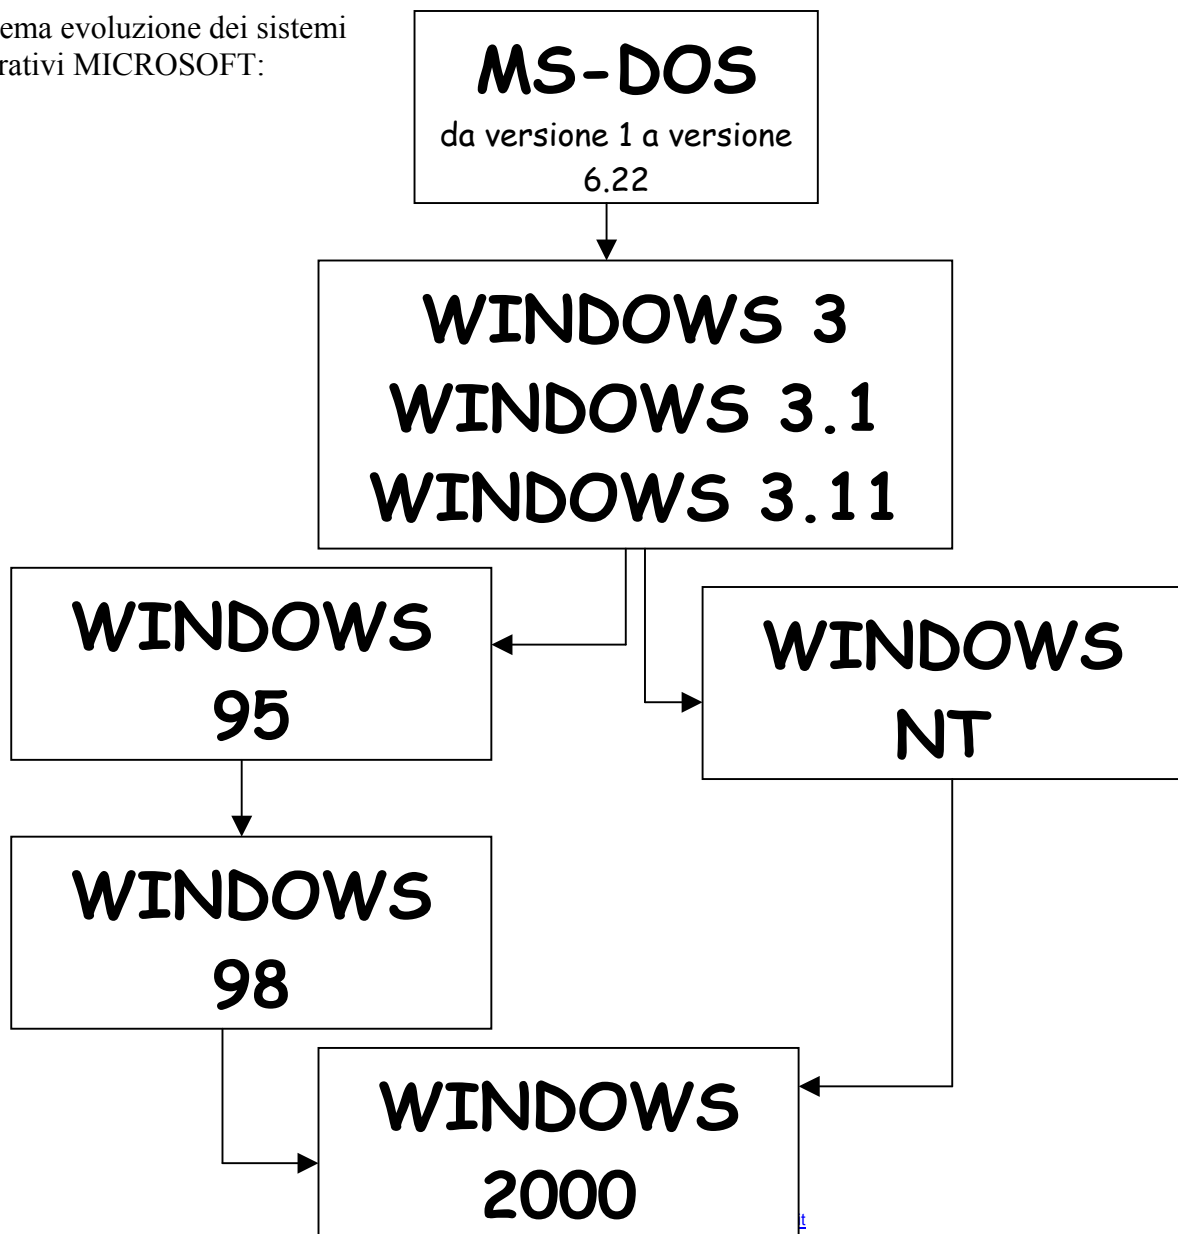 ema evoluzione dei sistemi
rativi MICROSOFT:
MS-DOS
da versione 1 a versione
6.22
WINDOWS 3
WINDOWS 3.1
WINDOWS 3.11
WINDOWS
95
WINDOWS
NT
WINDOWS
98
WINDOWS
2000
it